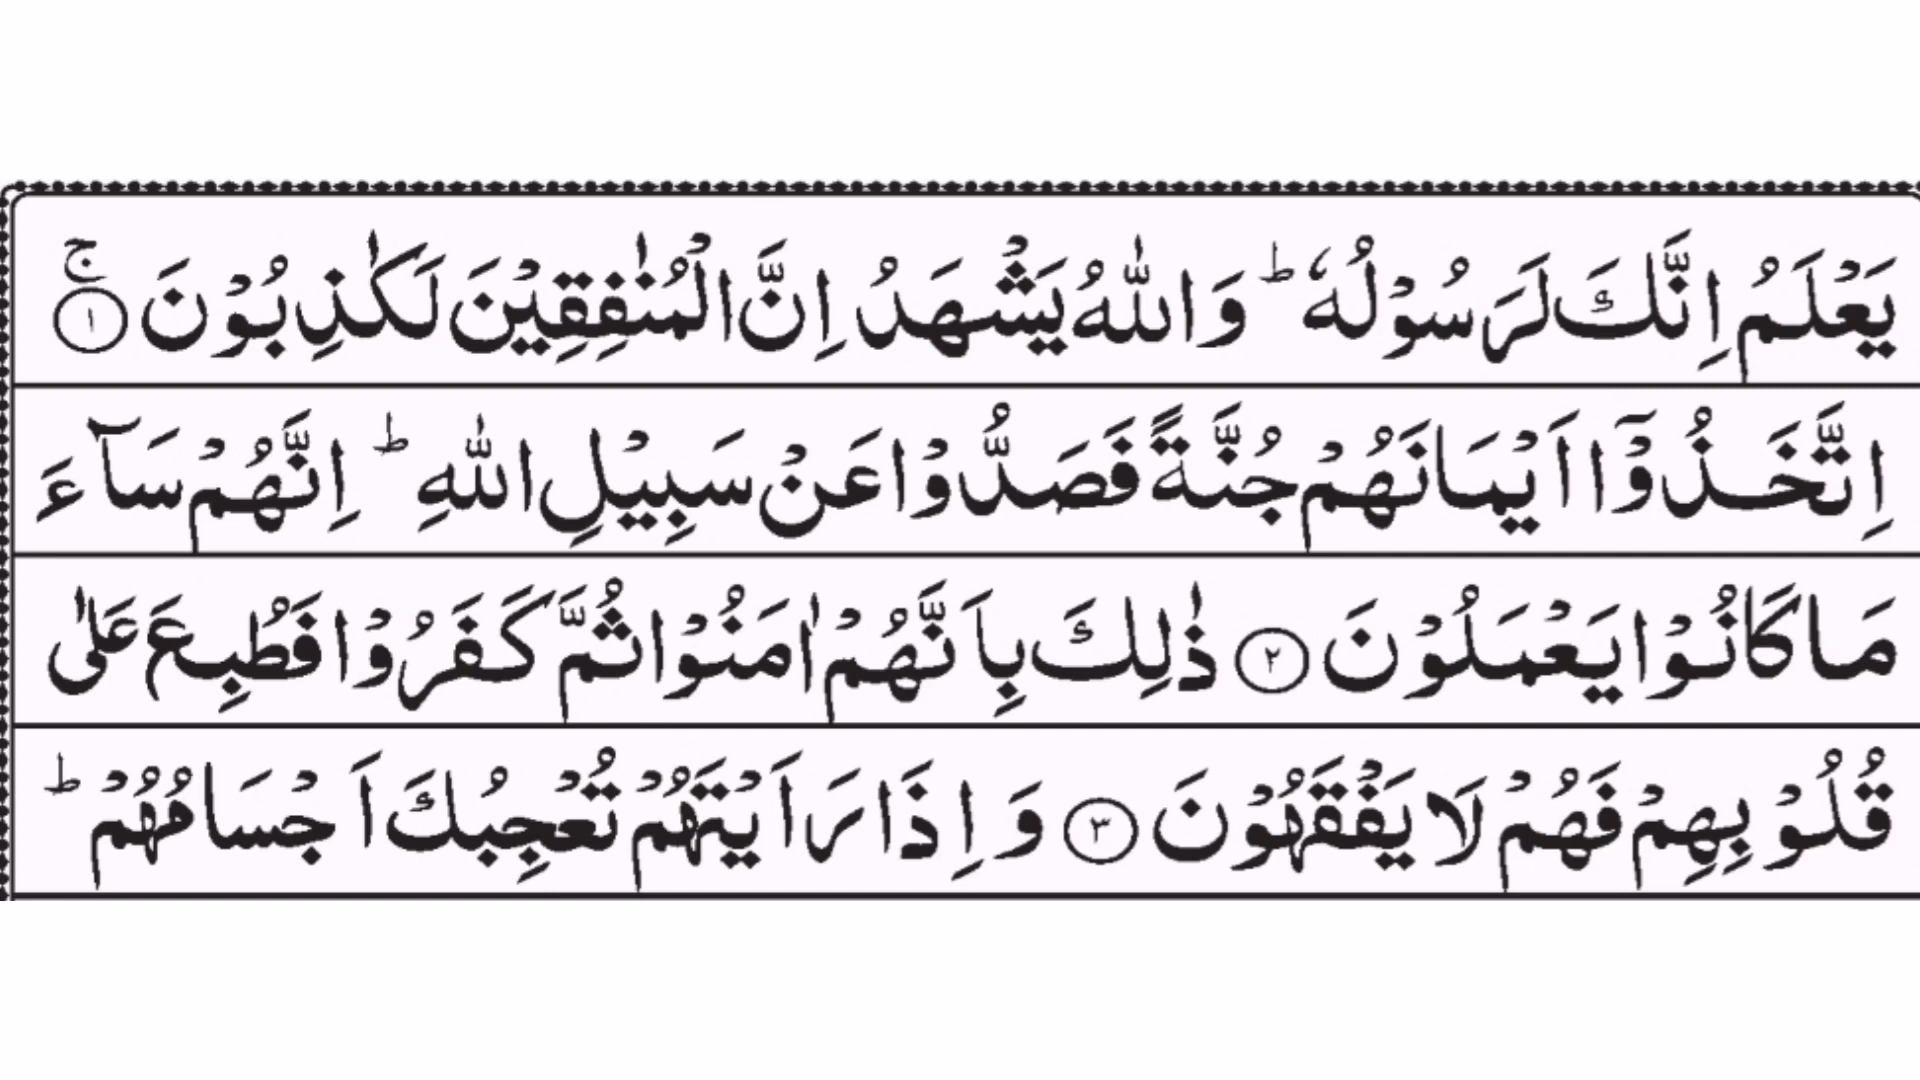 يَعْلَمُ اِنَّكَ لَرَسُوْلُهٗ ؕ وَاللّٰهُ يَشْهَدُ اِنَّ الْمُنٰفِقِيْنَ لَكٰذِبُوْنَ ۚ ﴿۱﴾
اِتَّخَذُوْۤا اَيْمَانَهُمْ جُنَّةً فَصَدُّوْا عَنْ سَبِيْلِ اللّٰهِ ؕ اِنَّهُمْ سَآءَ
مَا كَانُوْا يَعْمَلُوْنَ ﴿۲﴾ ذٰلِكَ بِاَنَّهُمْ اٰمَنُوْا ثُمَّ كَفَرُوْا فَطُبِعَ عَلٰى
قُلُوْبِهِمْ فَهُمْ لَا يَفْقَهُوْنَ ﴿۳﴾ وَ اِذَا رَاَيْتَهُمْ تُعْجِبُكَ اَجْسَامُهُمْ ؕ